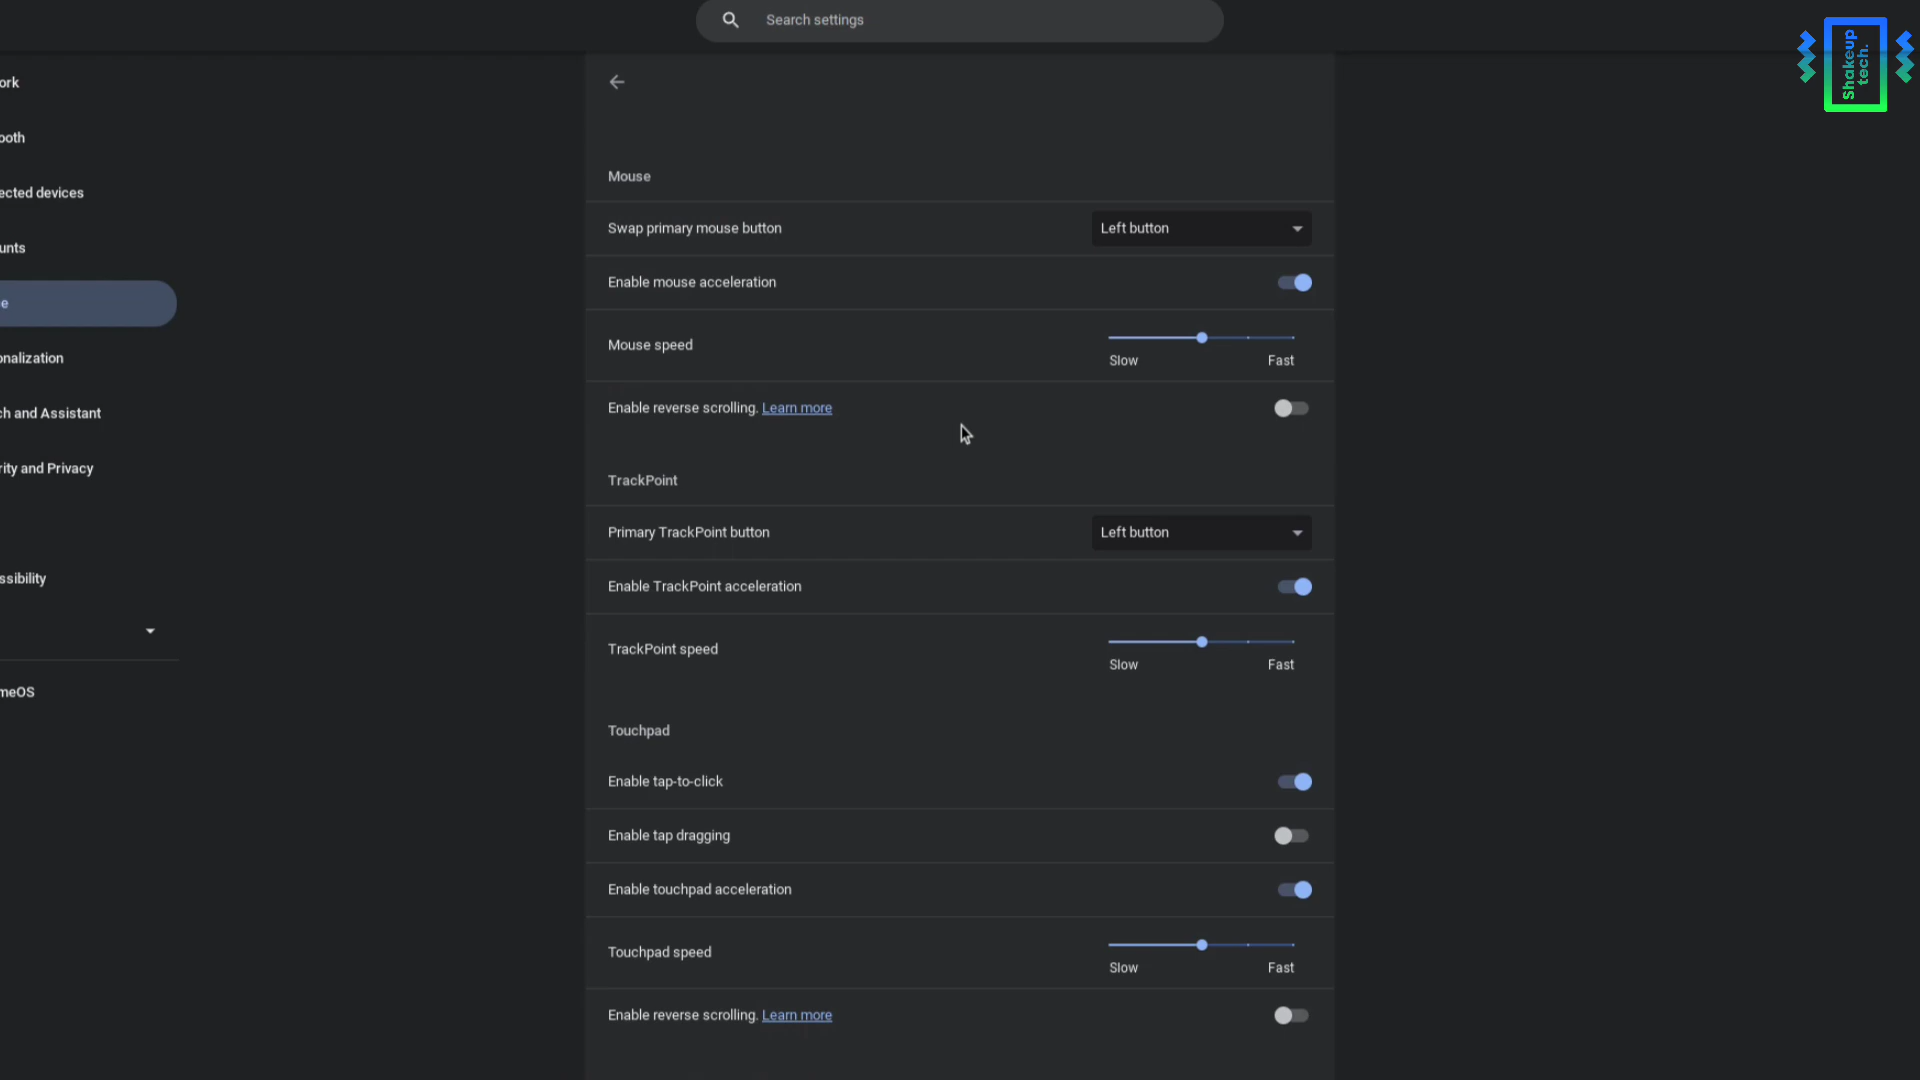 Search settings
Shakeup
tech.
ork
ooth
ected devices
unts
e
onalization
ch and Assistant
rity and Privacy
ssibility
meOS
Mouse
Swap primary mouse button
Left button
Enable mouse acceleration
Mouse speed
Slow
Fast
Enable reverse scrolling. Learn more
TrackPoint
Primary TrackPoint button
Left button
Enable TrackPoint acceleration
TrackPoint speed
Slow
Fast
Touchpad
Enable tap-to-click
Enable tap dragging
Enable touchpad acceleration
Touchpad speed
Slow
Fast
Enable reverse scrolling. Learn more